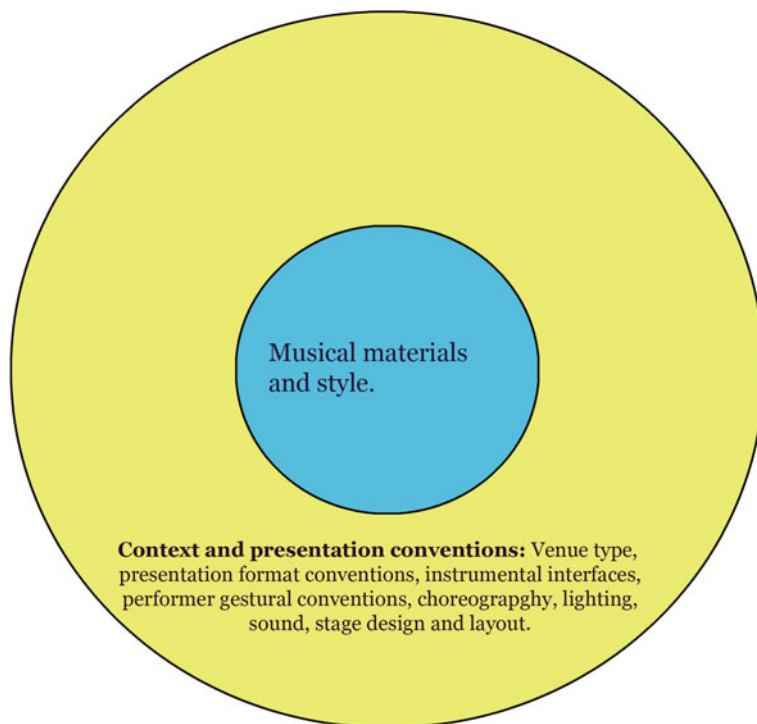 Musical materials
and style.
Context and presentation conventions: Venue type,
presentation format conventions, instrumental interfaces,
performer gestural conventions, choreograpghy, lighting,
sound, stage design and layout.